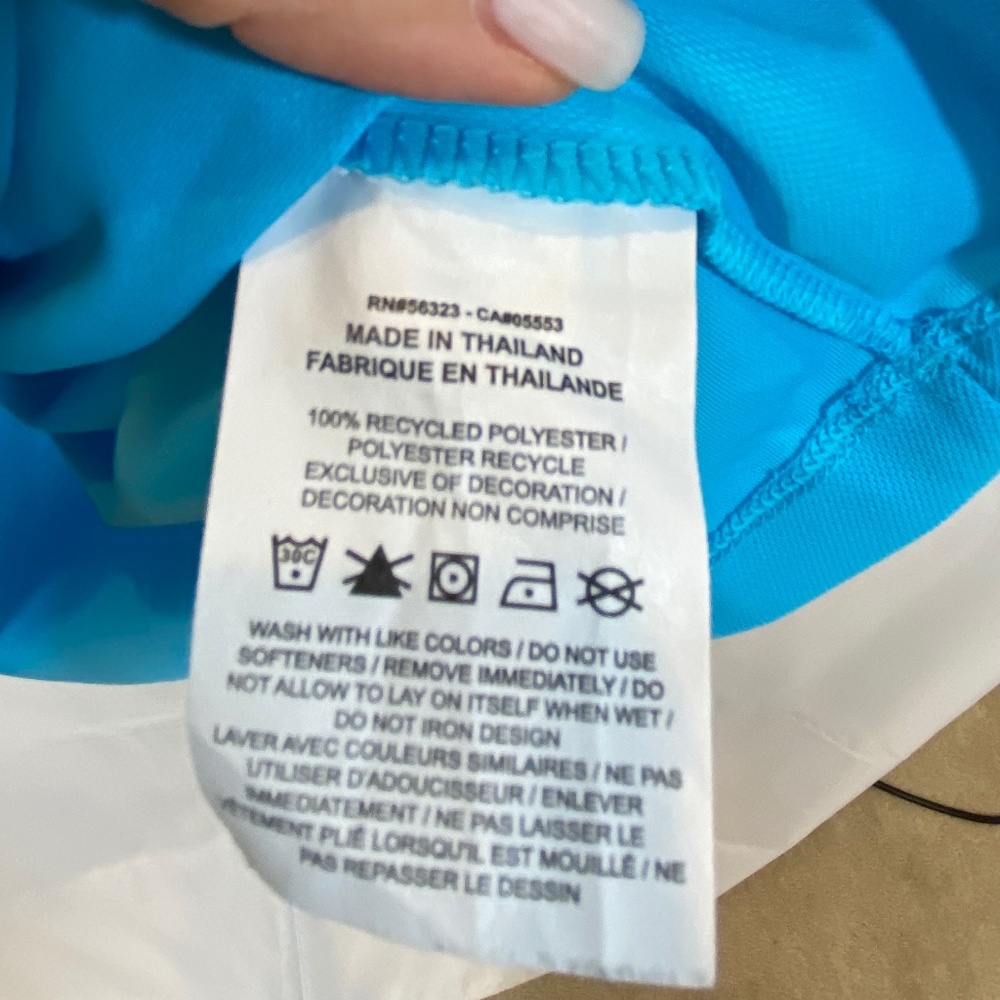 RN#56323 - CA#05553
MADE IN THAILAND
FABRIQUE EN THAILANDE
100% RECYCLED POLYESTER /
POLYESTER RECYCLE
EXCLUSIVE OF DECORATION /
DECORATION NON COMPRISE
30C
WASH WITH LIKE COLORS / DO NOT USE
SOFTENERS / REMOVE IMMEDIATELY / DO
NOT ALLOW TO LAY ON ITSELF WHEN WET /
DO NOT IRON DESIGN
LAVER AVEC COULEURS SIMILAIRES / NE PAS
UTILISER D'ADOUCISSEUR / ENLEVER
IMMEDIATEMENT / NE PAS LAISSER LE
VÊTEMENT PLIÉ LORSQU'IL EST MOUILLÉ / NE
PAS REPASSER LE DESSIN